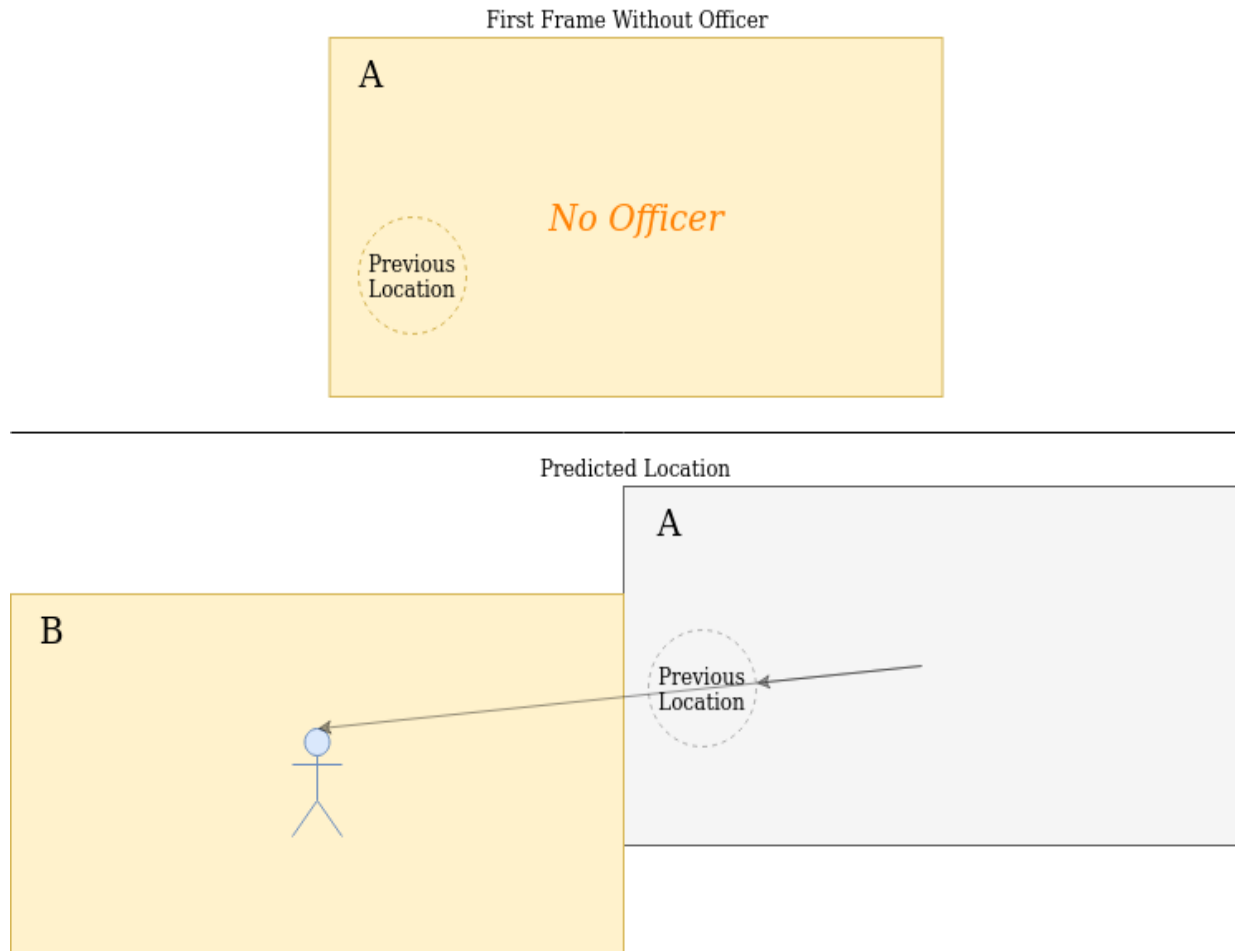 First Frame Without Officer
A
No Officer
Previous
Location
Predicted Location
A
B
Previous
Location